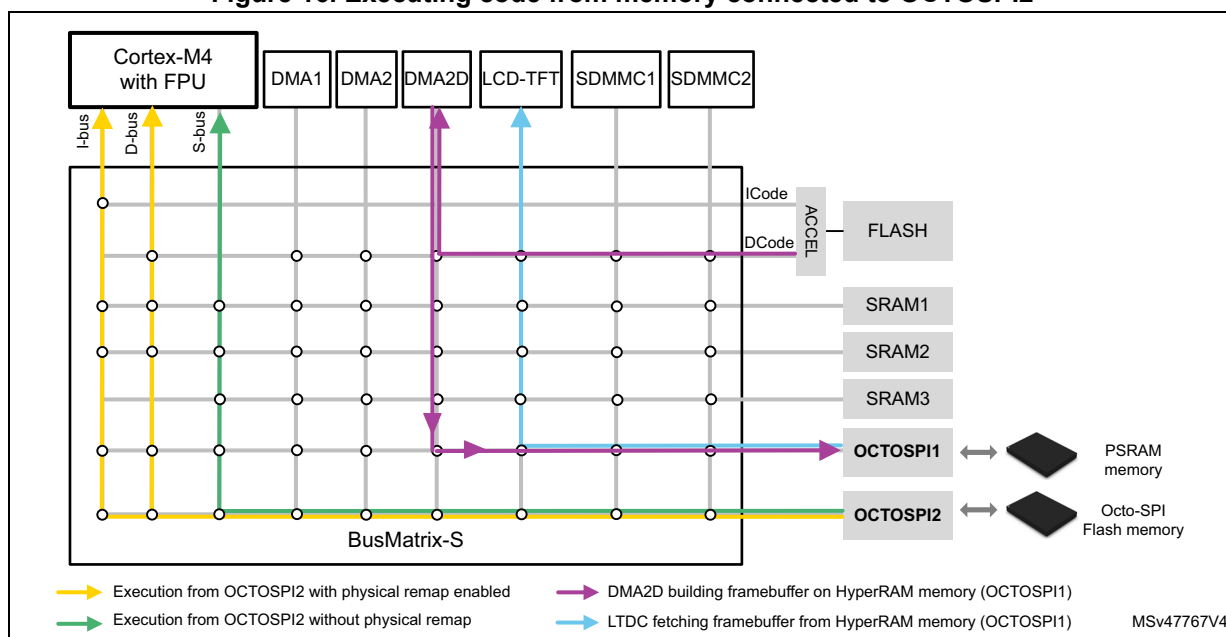 Figure 16. Executing code from memory connected to OCTOSPI2
Cortex-M4
with FPU
DMA1
DMA2
DMA2D
LCD-TFT
SDMMC1
SDMMC2
I-bus
D-bus
S-bus
ICode
DCode
ACCEL
FLASH
SRAM1
SRAM2
SRAM3
OCTOSPI1
PSRAM
memory
OCTOSPI2
Octo-SPI
Flash memory
BusMatrix-S
Execution from OCTOSPI2 with physical remap enabled
DMA2D building framebuffer on HyperRAM memory (OCTOSPI1)
Execution from OCTOSPI2 without physical remap
LTDC fetching framebuffer from HyperRAM memory (OCTOSPI1)
MSv47767V4